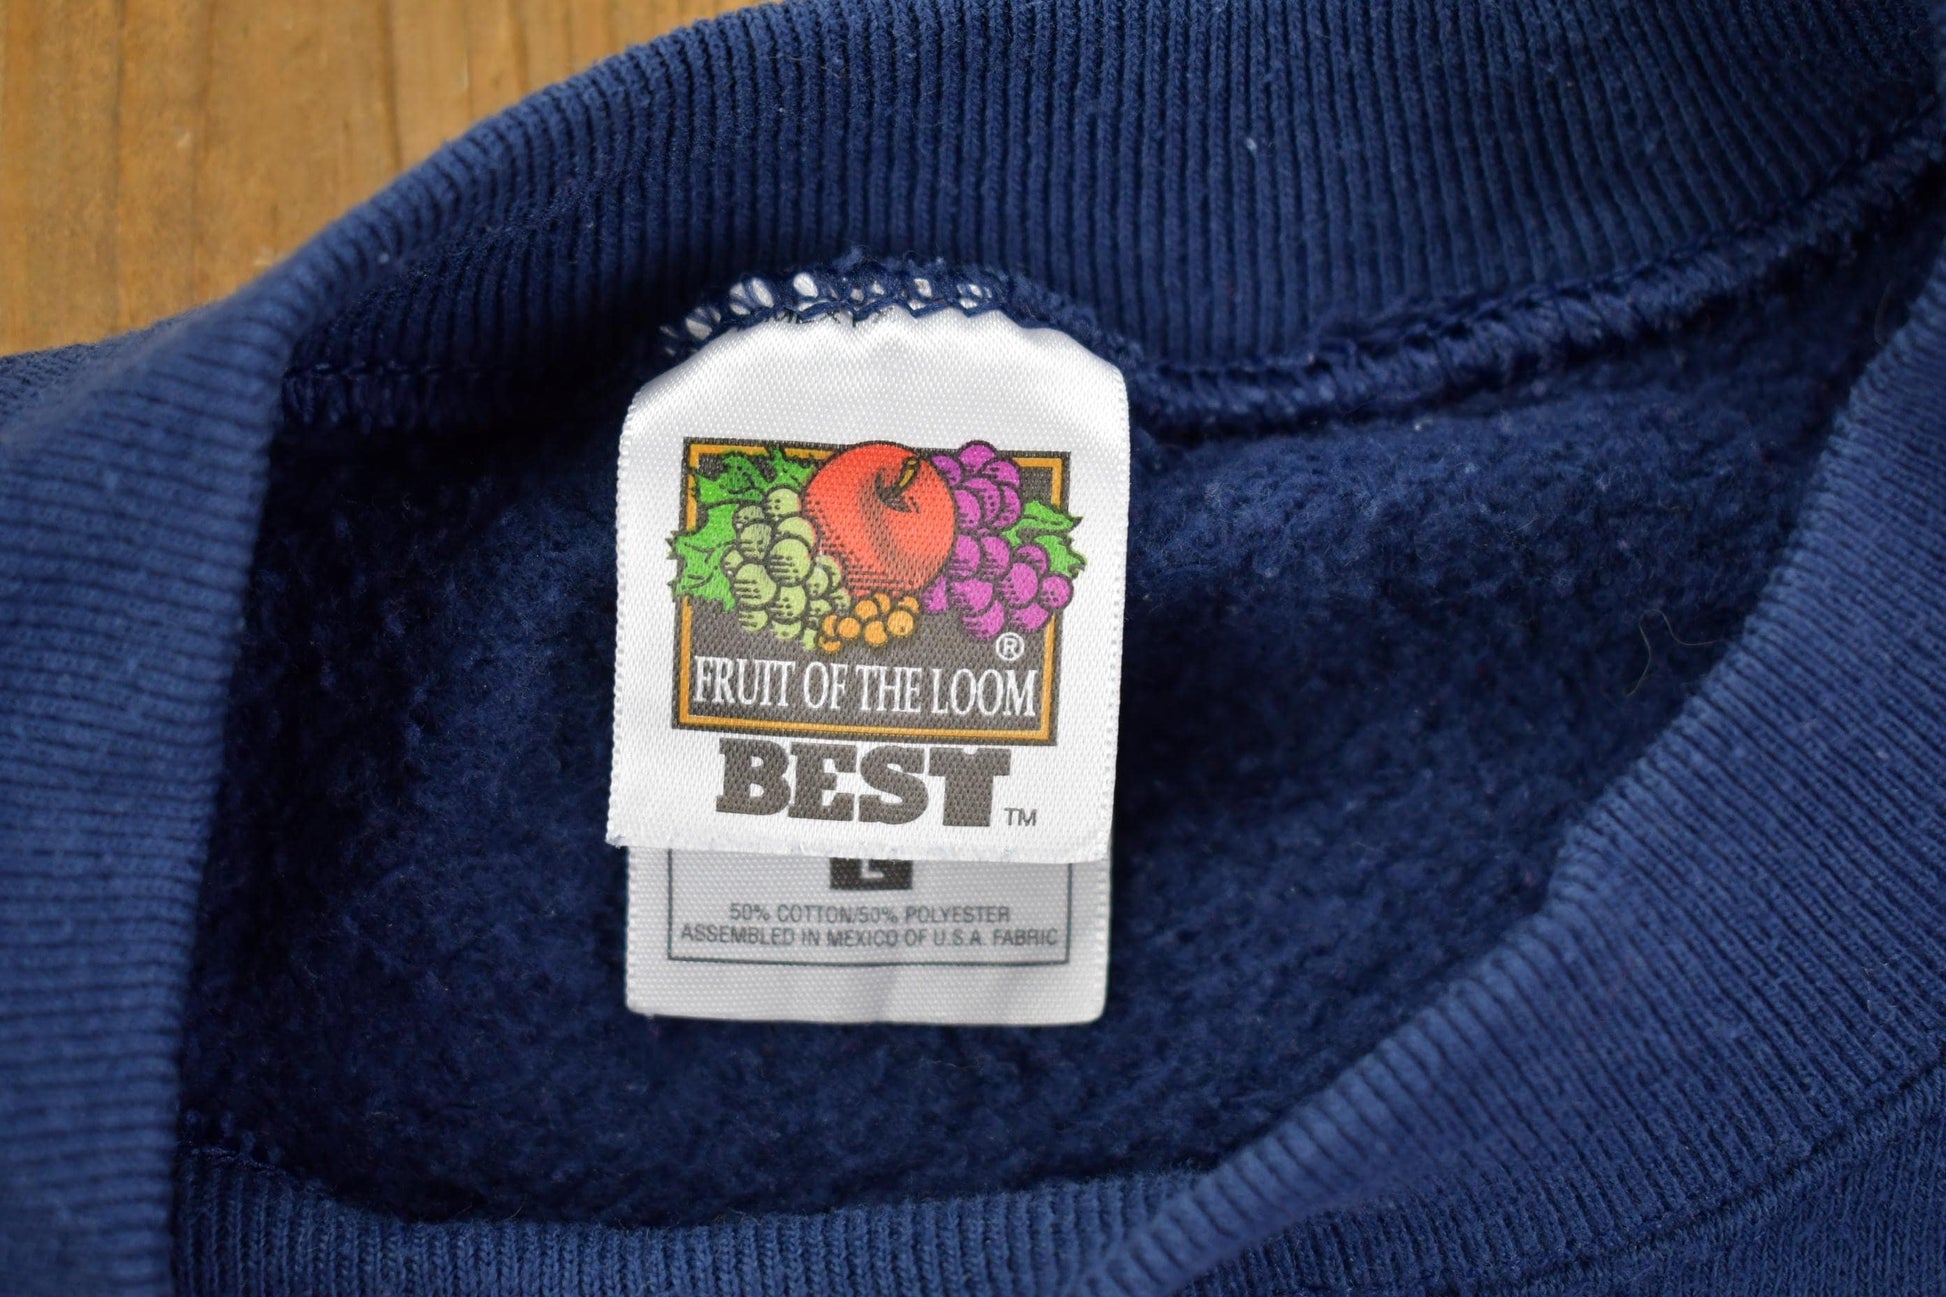 ®
FRUIT OF THE LOOM
BEST™
L
50% COTTON/50% POLYESTER
ASSEMBLED IN MEXICO OF U.S.A. FABRIC